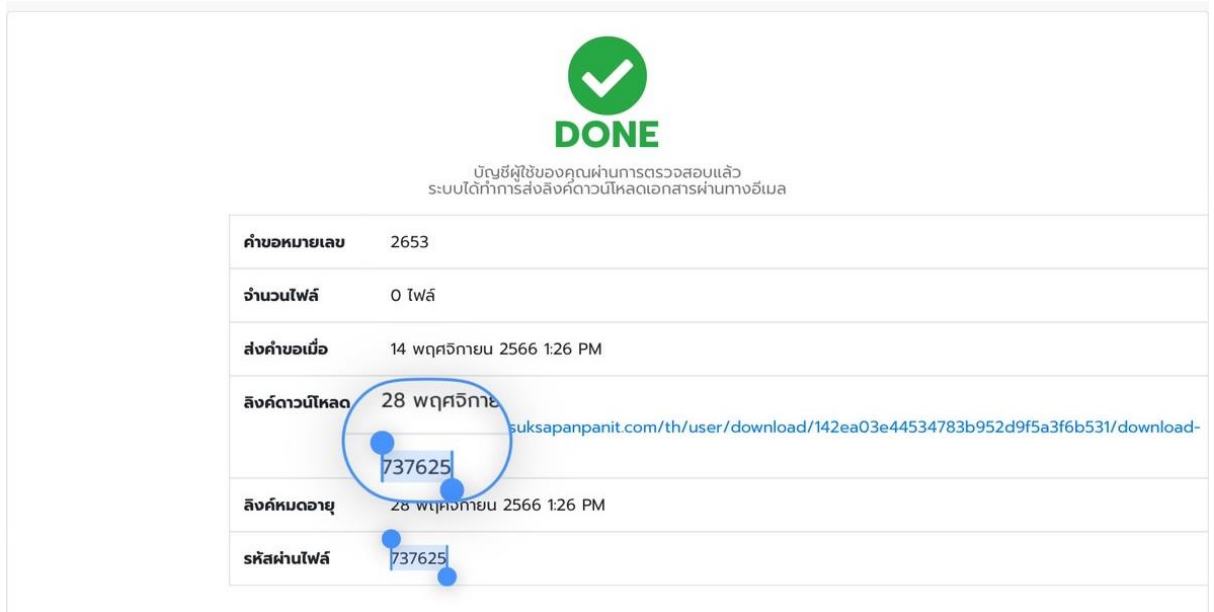 DONE
บัญชีผู้ใช้ของคุณผ่านการตรวจสอบแล้ว
ระบบได้ทำการส่งลิงค์ดาวน์โหลดเอกสารผ่านทางอีเมล
คำขอหมายเลข 2653
จำนวนไฟล์ 0 ไฟล์
ส่งคำขอเมื่อ 14 พฤศจิกายน 2566 1:26 PM
ลิงค์ดาวน์โหลด 28 พฤศจิกาย
suksapanpanit.com/th/user/download/142ea03e44534783b952d9f5a3f6b531/download-
737625
ลิงค์หมดอายุ 28 พฤศจิกายน 2566 1:26 PM
รหัสผ่านไฟล์ 737625